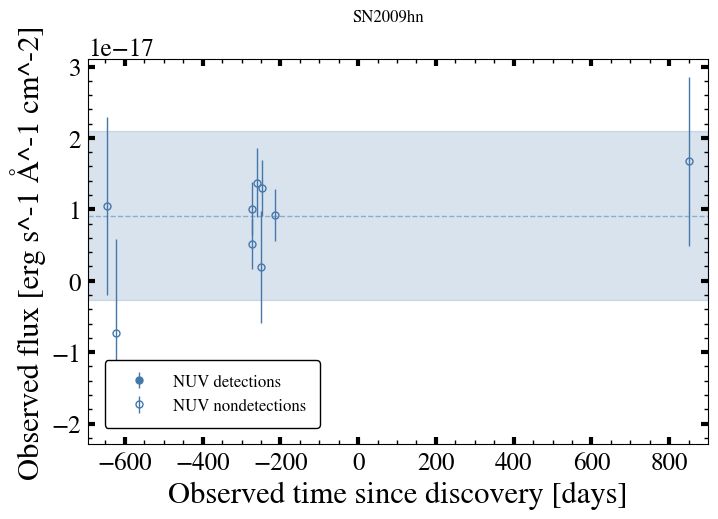 SN2009hn
1e−17
3
2
1
0
−1
−2
Observed flux [erg s^-1 Å^-1 cm^-2]
NUV detections
NUV nondetections
−600 −400 −200 0 200 400 600 800
Observed time since discovery [days]